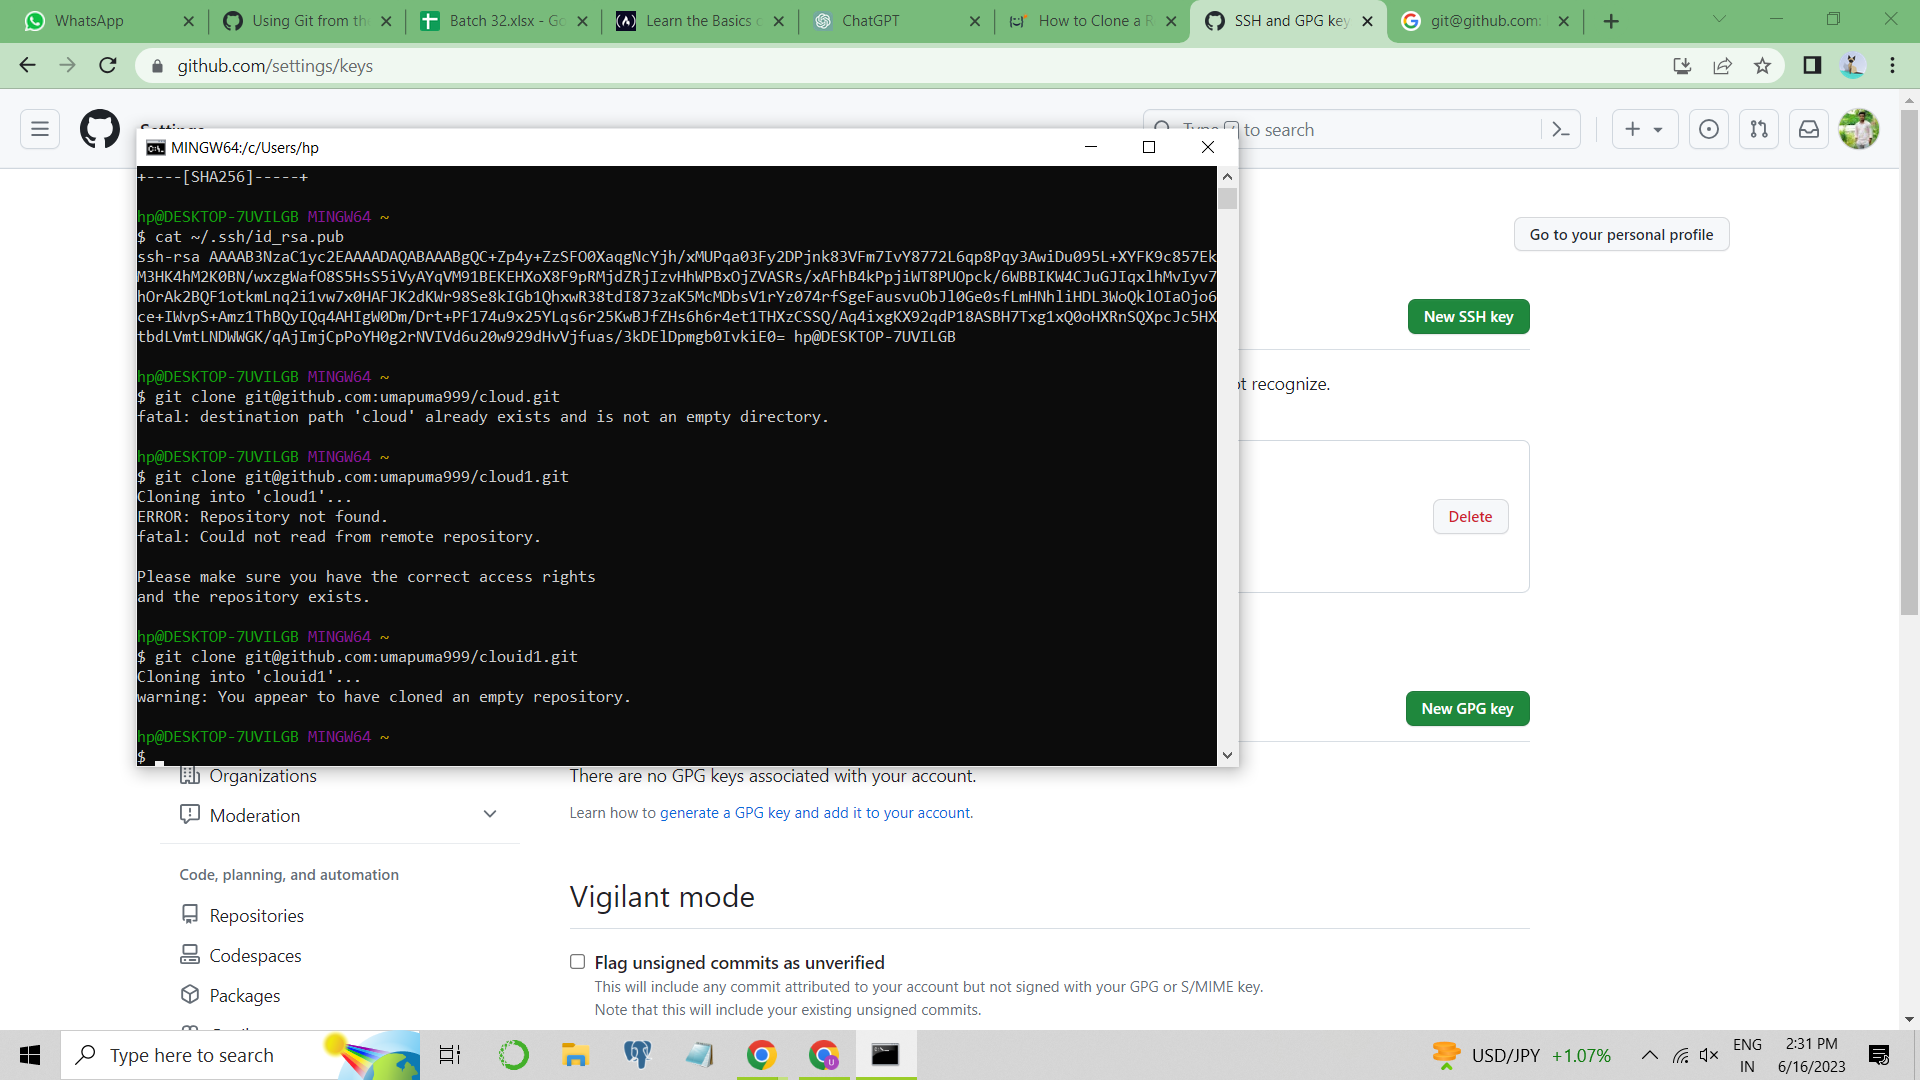 WhatsApp
Using Git from the
Batch 32.xlsx - Go
Learn the Basics o
ChatGPT
How to Clone a R
SSH and GPG key
git@github.com:
github.com/settings/keys
Settings
Type / to search
MINGW64:/c/Users/hp
+----[SHA256]-----+
hp@DESKTOP-7UVILGB MINGW64 ~
$ cat ~/.ssh/id_rsa.pub
ssh-rsa AAAAB3NzaC1yc2EAAAADAQABAAABgQC+Zp4y+ZzSFO0XaqgNcYjh/xMUPqa03Fy2DPjnk83VFm7IvY8772L6qp8Pqy3AwiDu095L+XYFK9c857Ek
M3HK4hM2K0BN/wxzgWafO8S5HsS5iVyAYqVM91BEKEHXoX8F9pRMjdZRjIzvHhWPBxOjZVASRs/xAFhB4kPpjiWT8PUOpck/6WBBIKW4CJuGJIqxlhMvIyv7
hOrAk2BQF1otkmLnq2i1vw7x0HAFJK2dKWr98Se8kIGb1QhxwR38tdI873zaK5McMDbsV1rYz074rfSgeFausvuObJl0Ge0sfLmHNhliHDL3WoQklOIaOjo6
ce+IWvpS+Amz1ThBQyIQq4AHIgW0Dm/Drt+PF174u9x25YLqs6r25KwBJfZHs6h6r4et1THXzCSSQ/Aq4ixgKX92qdP18ASBH7Txg1xQ0oHXRnSQXpcJc5HX
tbdLVmtLNDWWGK/qAjImjCpPoYH0g2rNVIVd6u20w929dHvVjfuas/3kDElDpmgb0IvkiE0= hp@DESKTOP-7UVILGB
hp@DESKTOP-7UVILGB MINGW64 ~
$ git clone git@github.com:umapuma999/cloud.git
fatal: destination path 'cloud' already exists and is not an empty directory.
hp@DESKTOP-7UVILGB MINGW64 ~
$ git clone git@github.com:umapuma999/cloud1.git
Cloning into 'cloud1'...
ERROR: Repository not found.
fatal: Could not read from remote repository.
Please make sure you have the correct access rights
and the repository exists.
hp@DESKTOP-7UVILGB MINGW64 ~
$ git clone git@github.com:umapuma999/clouid1.git
Cloning into 'clouid1'...
warning: You appear to have cloned an empty repository.
hp@DESKTOP-7UVILGB MINGW64 ~
$
Go to your personal profile
New SSH key
ot recognize.
Delete
New GPG key
Organizations
There are no GPG keys associated with your account.
Moderation
Learn how to generate a GPG key and add it to your account.
Code, planning, and automation
Vigilant mode
Repositories
Codespaces
Flag unsigned commits as unverified
This will include any commit attributed to your account but not signed with your GPG or S/MIME key.
Packages
Note that this will include your existing unsigned commits.
Type here to search
USD/JPY +1.07%
ENG
IN
2:31 PM
6/16/2023